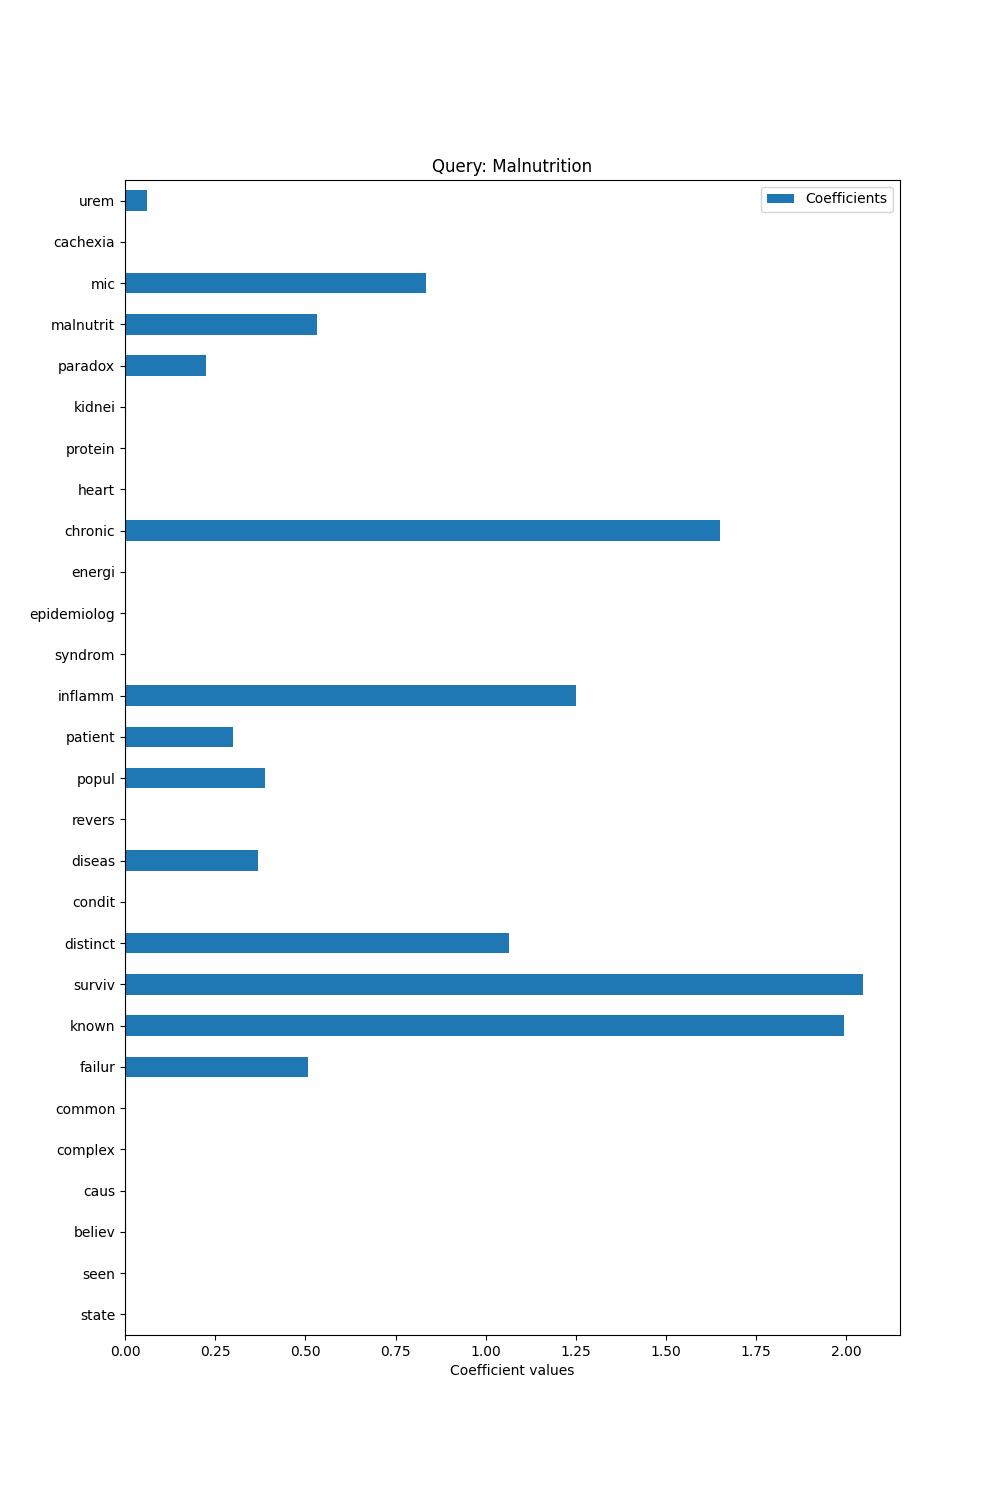 Query: Malnutrition
Coefficients
urem
cachexia
mic
malnutrit
paradox
kidnei
protein
heart
chronic
energi
epidemiolog
syndrom
inflamm
patient
popul
revers
diseas
condit
distinct
surviv
known
failur
common
complex
caus
believ
seen
state
0.00 0.25 0.50 0.75 1.00 1.25 1.50 1.75 2.00
Coefficient values